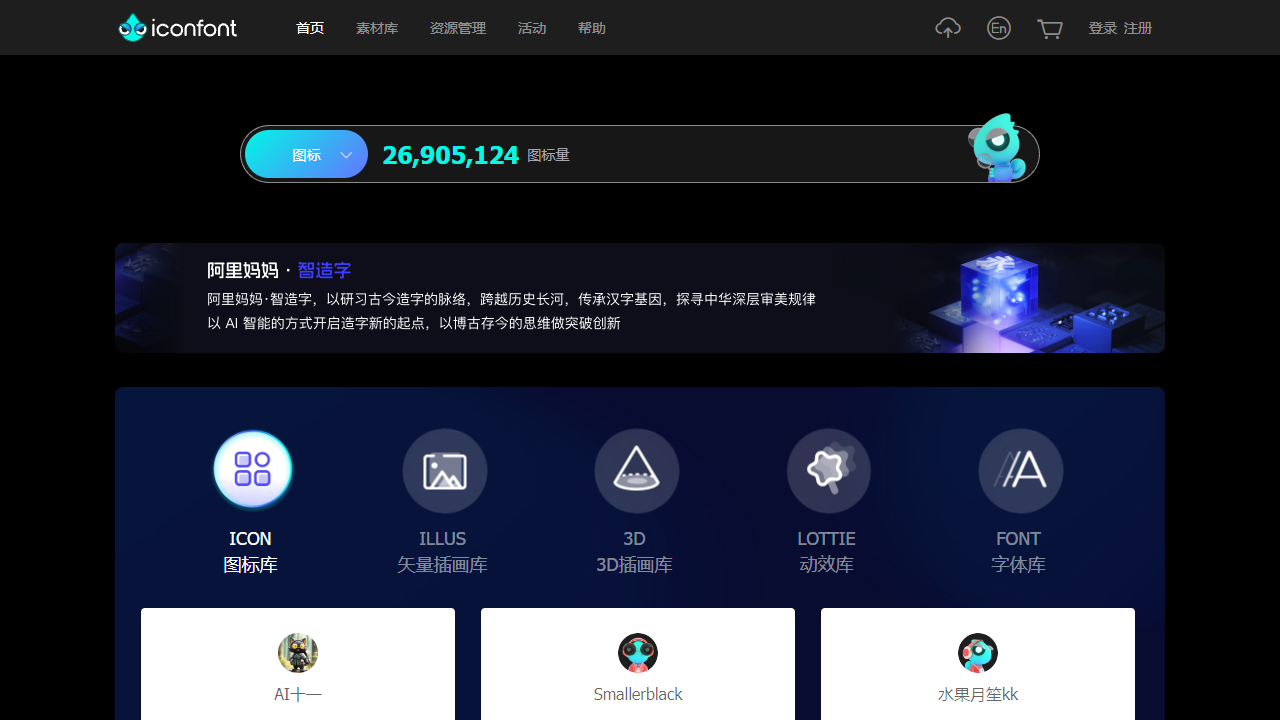 iconfont
首页
素材库
资源管理
活动
帮助
En
登录 注册
图标
26,905,124 图标量
阿里妈妈 · 智造字
阿里妈妈·智造字，以研习古今造字的脉络，跨越历史长河，传承汉字基因，探寻中华深层审美规律
以 AI 智能的方式开启造字新的起点，以博古存今的思维做突破创新
ICON
图标库
ILLUS
矢量插画库
3D
3D插画库
LOTTIE
动效库
FONT
字体库
AI十一
Smallerblack
水果月笙kk